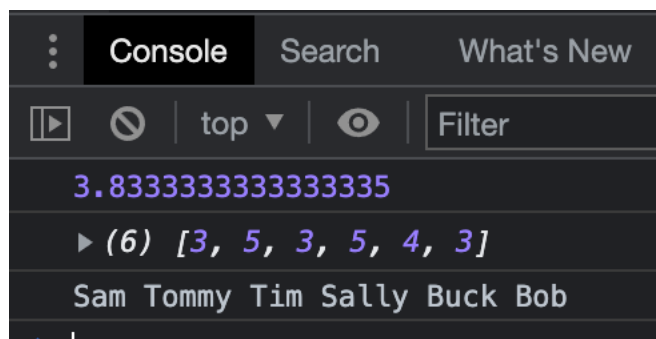 Console Search What's New
top Filter
3.8333333333333335
(6) [3, 5, 3, 5, 4, 3]
Sam Tommy Tim Sally Buck Bob